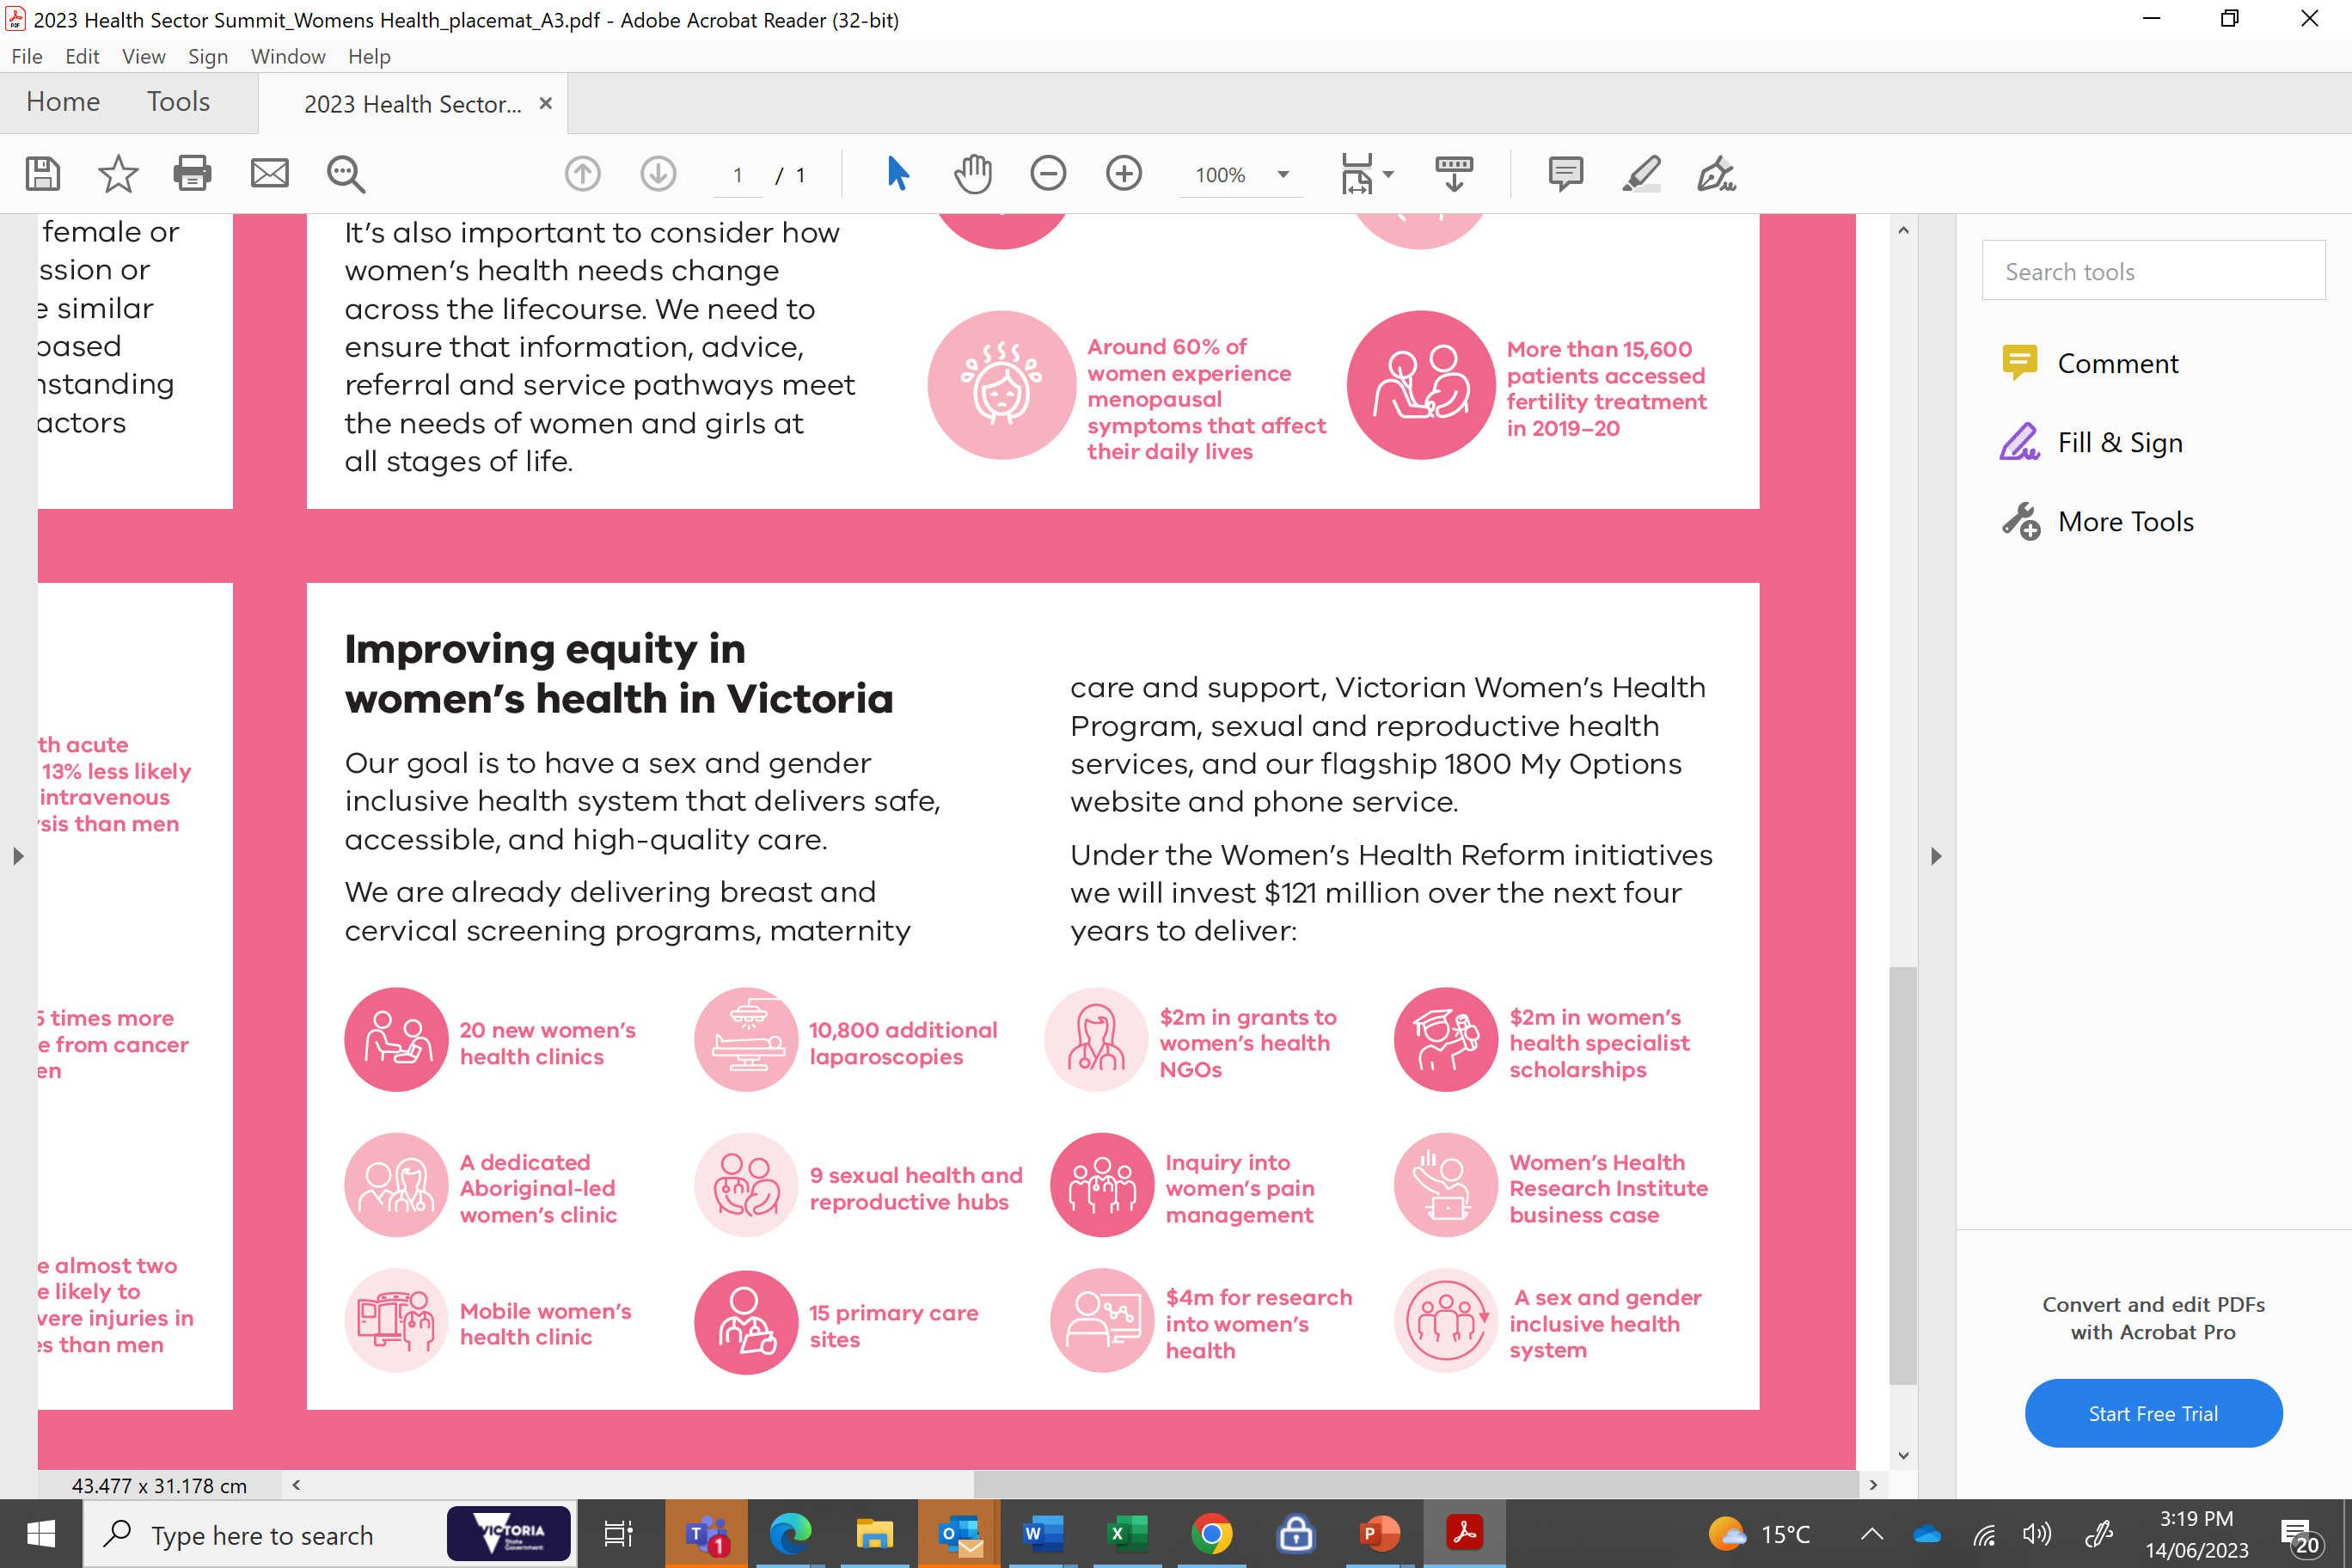 2023 Health Sector Summit_Womens Health_placemat_A3.pdf - Adobe Acrobat Reader (32-bit)
File Edit View Sign Window Help
Home Tools 2023 Health Sector...
1 / 1 100%
female or
ssion or
e similar
based
nstanding
actors
It’s also important to consider how
women’s health needs change
across the lifecourse. We need to
ensure that information, advice,
referral and service pathways meet
the needs of women and girls at
all stages of life.
Around 60% of
women experience
menopausal
symptoms that affect
their daily lives
More than 15,600
patients accessed
fertility treatment
in 2019–20
th acute
13% less likely
intravenous
sis than men
5 times more
e from cancer
en
e almost two
e likely to
vere injuries in
es than men
Improving equity in
women’s health in Victoria
Our goal is to have a sex and gender
inclusive health system that delivers safe,
accessible, and high-quality care.
We are already delivering breast and
cervical screening programs, maternity
care and support, Victorian Women’s Health
Program, sexual and reproductive health
services, and our flagship 1800 My Options
website and phone service.
Under the Women’s Health Reform initiatives
we will invest $121 million over the next four
years to deliver:
20 new women’s
health clinics
10,800 additional
laparoscopies
$2m in grants to
women’s health
NGOs
$2m in women’s
health specialist
scholarships
A dedicated
Aboriginal-led
women’s clinic
9 sexual health and
reproductive hubs
Inquiry into
women’s pain
management
Women’s Health
Research Institute
business case
Mobile women’s
health clinic
15 primary care
sites
$4m for research
into women’s
health
A sex and gender
inclusive health
system
43.477 x 31.178 cm
Search tools
Comment
Fill & Sign
More Tools
Convert and edit PDFs
with Acrobat Pro
Start Free Trial
Type here to search
VICTORIA
State
Government
1
15°C
3:19 PM
14/06/2023
20